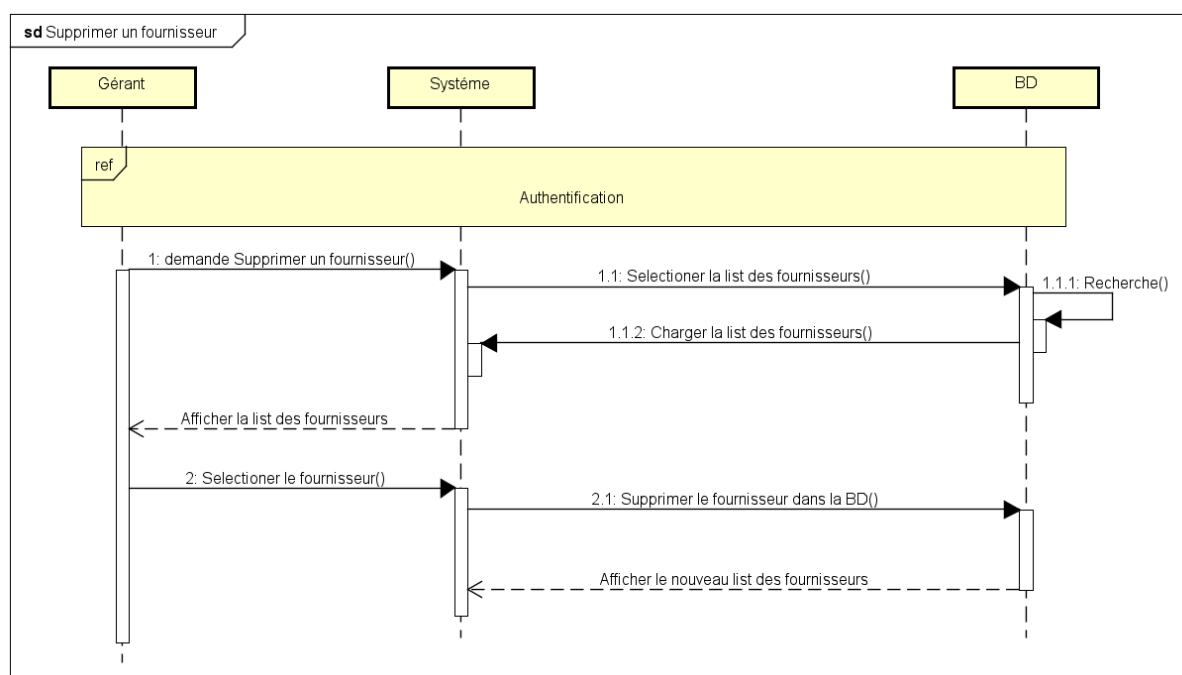 sd Supprimer un fournisseur
Gérant
Systéme
BD
ref
Authentification
1: demande Supprimer un fournisseur()
1.1: Selectioner la list des fournisseurs()
1.1.1: Recherche()
1.1.2: Charger la list des fournisseurs()
Afficher la list des fournisseurs
2: Selectioner le fournisseur()
2.1: Supprimer le fournisseur dans la BD()
Afficher le nouveau list des fournisseurs